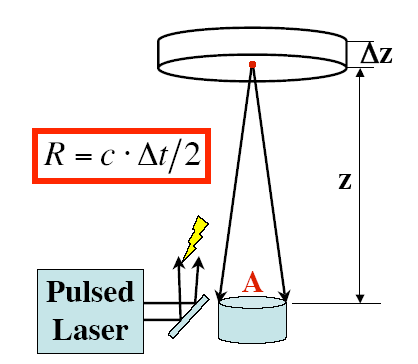 Δz
R = c · Δt/2
z
A
Pulsed
Laser